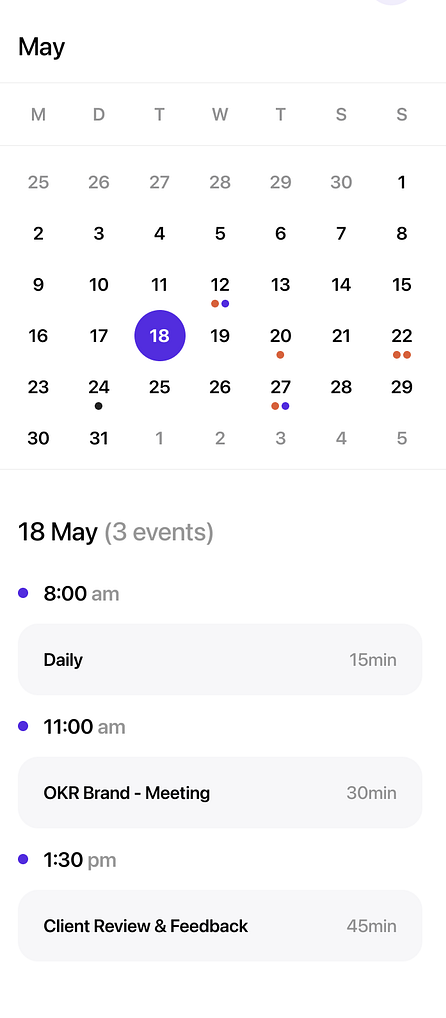 May
M D T W T S S
25 26 27 28 29 30 1
2 3 4 5 6 7 8
9 10 11 12 13 14 15
16 17 18 19 20 21 22
23 24 25 26 27 28 29
30 31 1 2 3 4 5
18 May (3 events)
8:00 am
Daily 15min
11:00 am
OKR Brand - Meeting 30min
1:30 pm
Client Review & Feedback 45min